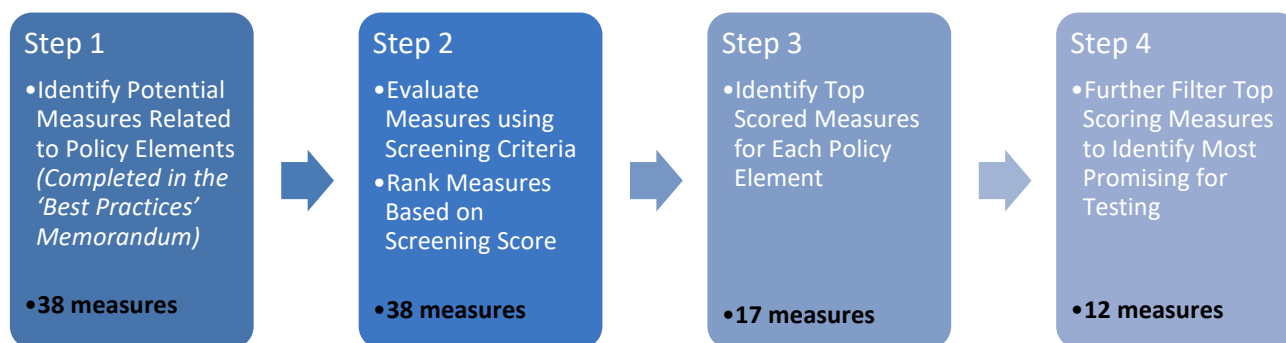 Step 1
•Identify Potential
Measures Related
to Policy Elements
(Completed in the
‘Best Practices’
Memorandum)
•38 measures
Step 2
•Evaluate
Measures using
Screening Criteria
•Rank Measures
Based on
Screening Score
•38 measures
Step 3
•Identify Top
Scored Measures
for Each Policy
Element
•17 measures
Step 4
•Further Filter Top
Scoring Measures
to Identify Most
Promising for
Testing
•12 measures